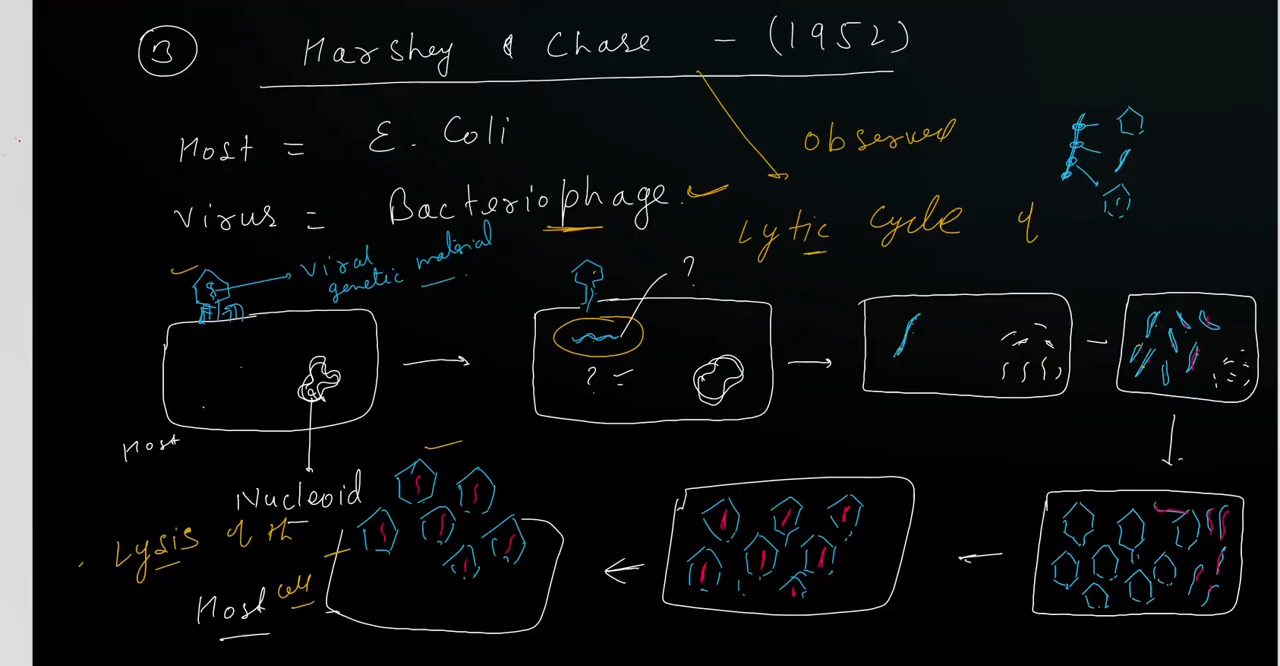 3 Harshey & Chase - (1952)
Host = E. Coli
Observed
Virus = Bacteriophage.
Lytic cycle of
Viral
genetic material
?
? 
Host
Nucleoid
Lysis of the
Host cell